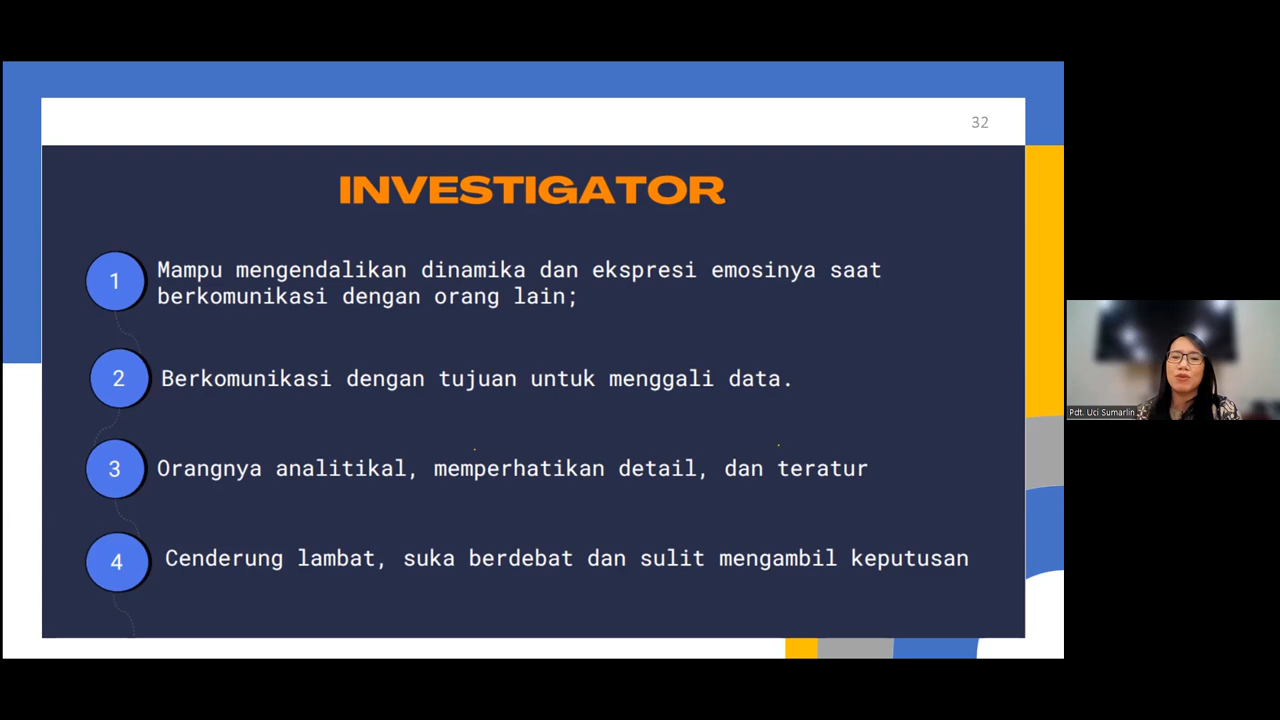 32
INVESTIGATOR
1
Mampu mengendalikan dinamika dan ekspresi emosinya saat
berkomunikasi dengan orang lain;
2
Berkomunikasi dengan tujuan untuk menggali data.
3
Orangnya analitikal, memperhatikan detail, dan teratur
4
Cenderung lambat, suka berdebat dan sulit mengambil keputusan
Pdt. Uci Sumarlin